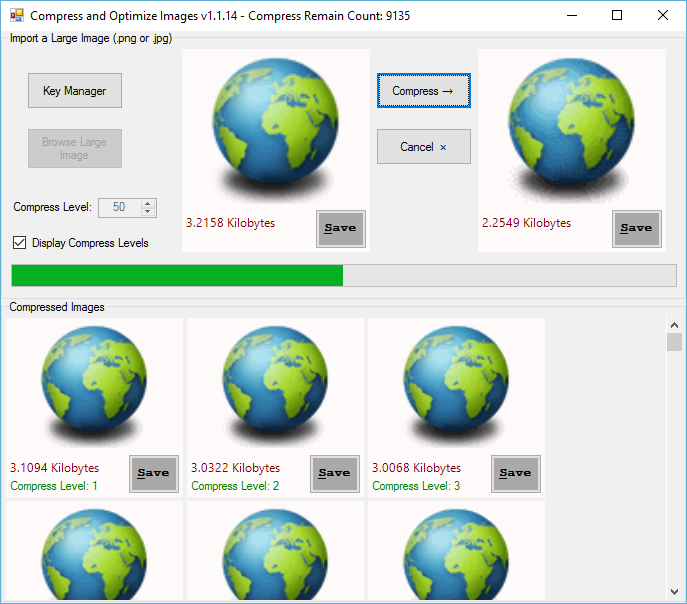 Compress and Optimize Images v1.1.14 - Compress Remain Count: 9135
Import a Large Image (.png or .jpg)
Key Manager
Compress →
Browse Large
Image
Cancel ×
Compress Level: 50
3.2158 Kilobytes
Save
2.2549 Kilobytes
Save
Display Compress Levels
Compressed Images
3.1094 Kilobytes
Compress Level: 1
Save
3.0322 Kilobytes
Compress Level: 2
Save
3.0068 Kilobytes
Compress Level: 3
Save